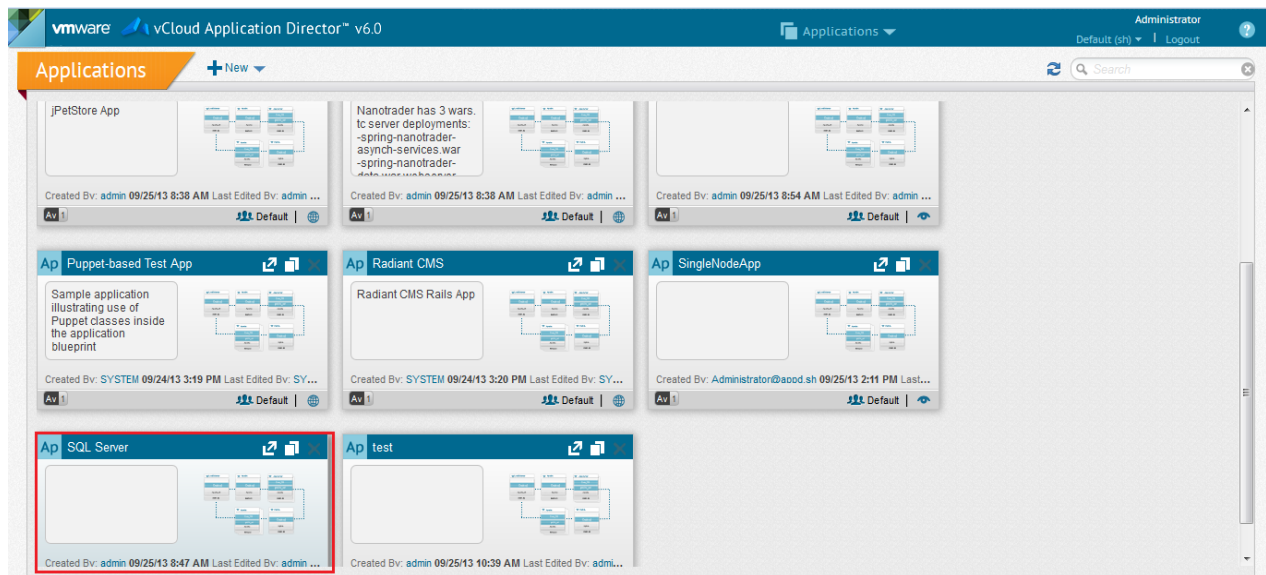 vmware vCloud Application Director™ v6.0
Applications
Administrator
Default (sh) | Logout
?
Applications
New
Search
jPetStore App
Created By: admin 09/25/13 8:38 AM Last Edited By: admin ...
Av 1
Default |
Nanotrader has 3 wars.
tc server deployments:
-spring-nanotrader-
asynch-services.war
-spring-nanotrader-
data.war webserver
Created By: admin 09/25/13 8:38 AM Last Edited By: admin ...
Av 1
Default |
Created By: admin 09/25/13 8:54 AM Last Edited By: admin ...
Av 1
Default |
Ap Puppet-based Test App
Sample application
illustrating use of
Puppet classes inside
the application
blueprint
Created By: SYSTEM 09/24/13 3:19 PM Last Edited By: SY...
Av 1
Default |
Ap Radiant CMS
Radiant CMS Rails App
Created By: SYSTEM 09/24/13 3:20 PM Last Edited By: SY...
Av 1
Default |
Ap SingleNodeApp
Created By: Administrator@appd.sh 09/25/13 2:11 PM Last...
Av 1
Default |
Ap SQL Server
Created By: admin 09/25/13 8:47 AM Last Edited By: admin ...
Ap test
Created By: admin 09/25/13 10:39 AM Last Edited By: admi...